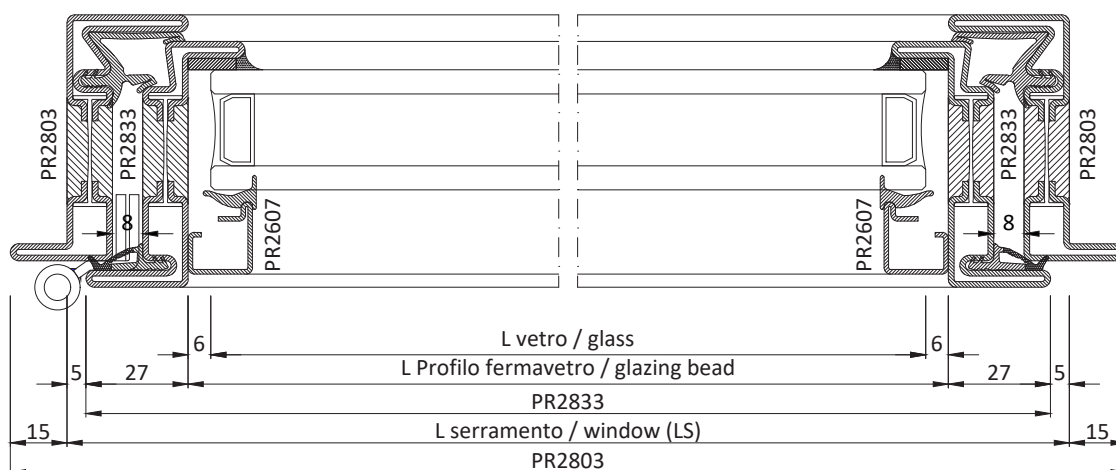 PR2803
PR2833
PR2833
PR2803
8
PR2607
PR2607
8
L vetro / glass
6
6
L Profilo fermavetro / glazing bead
5
27
27
5
PR2833
15
L serramento / window (LS)
15
PR2803